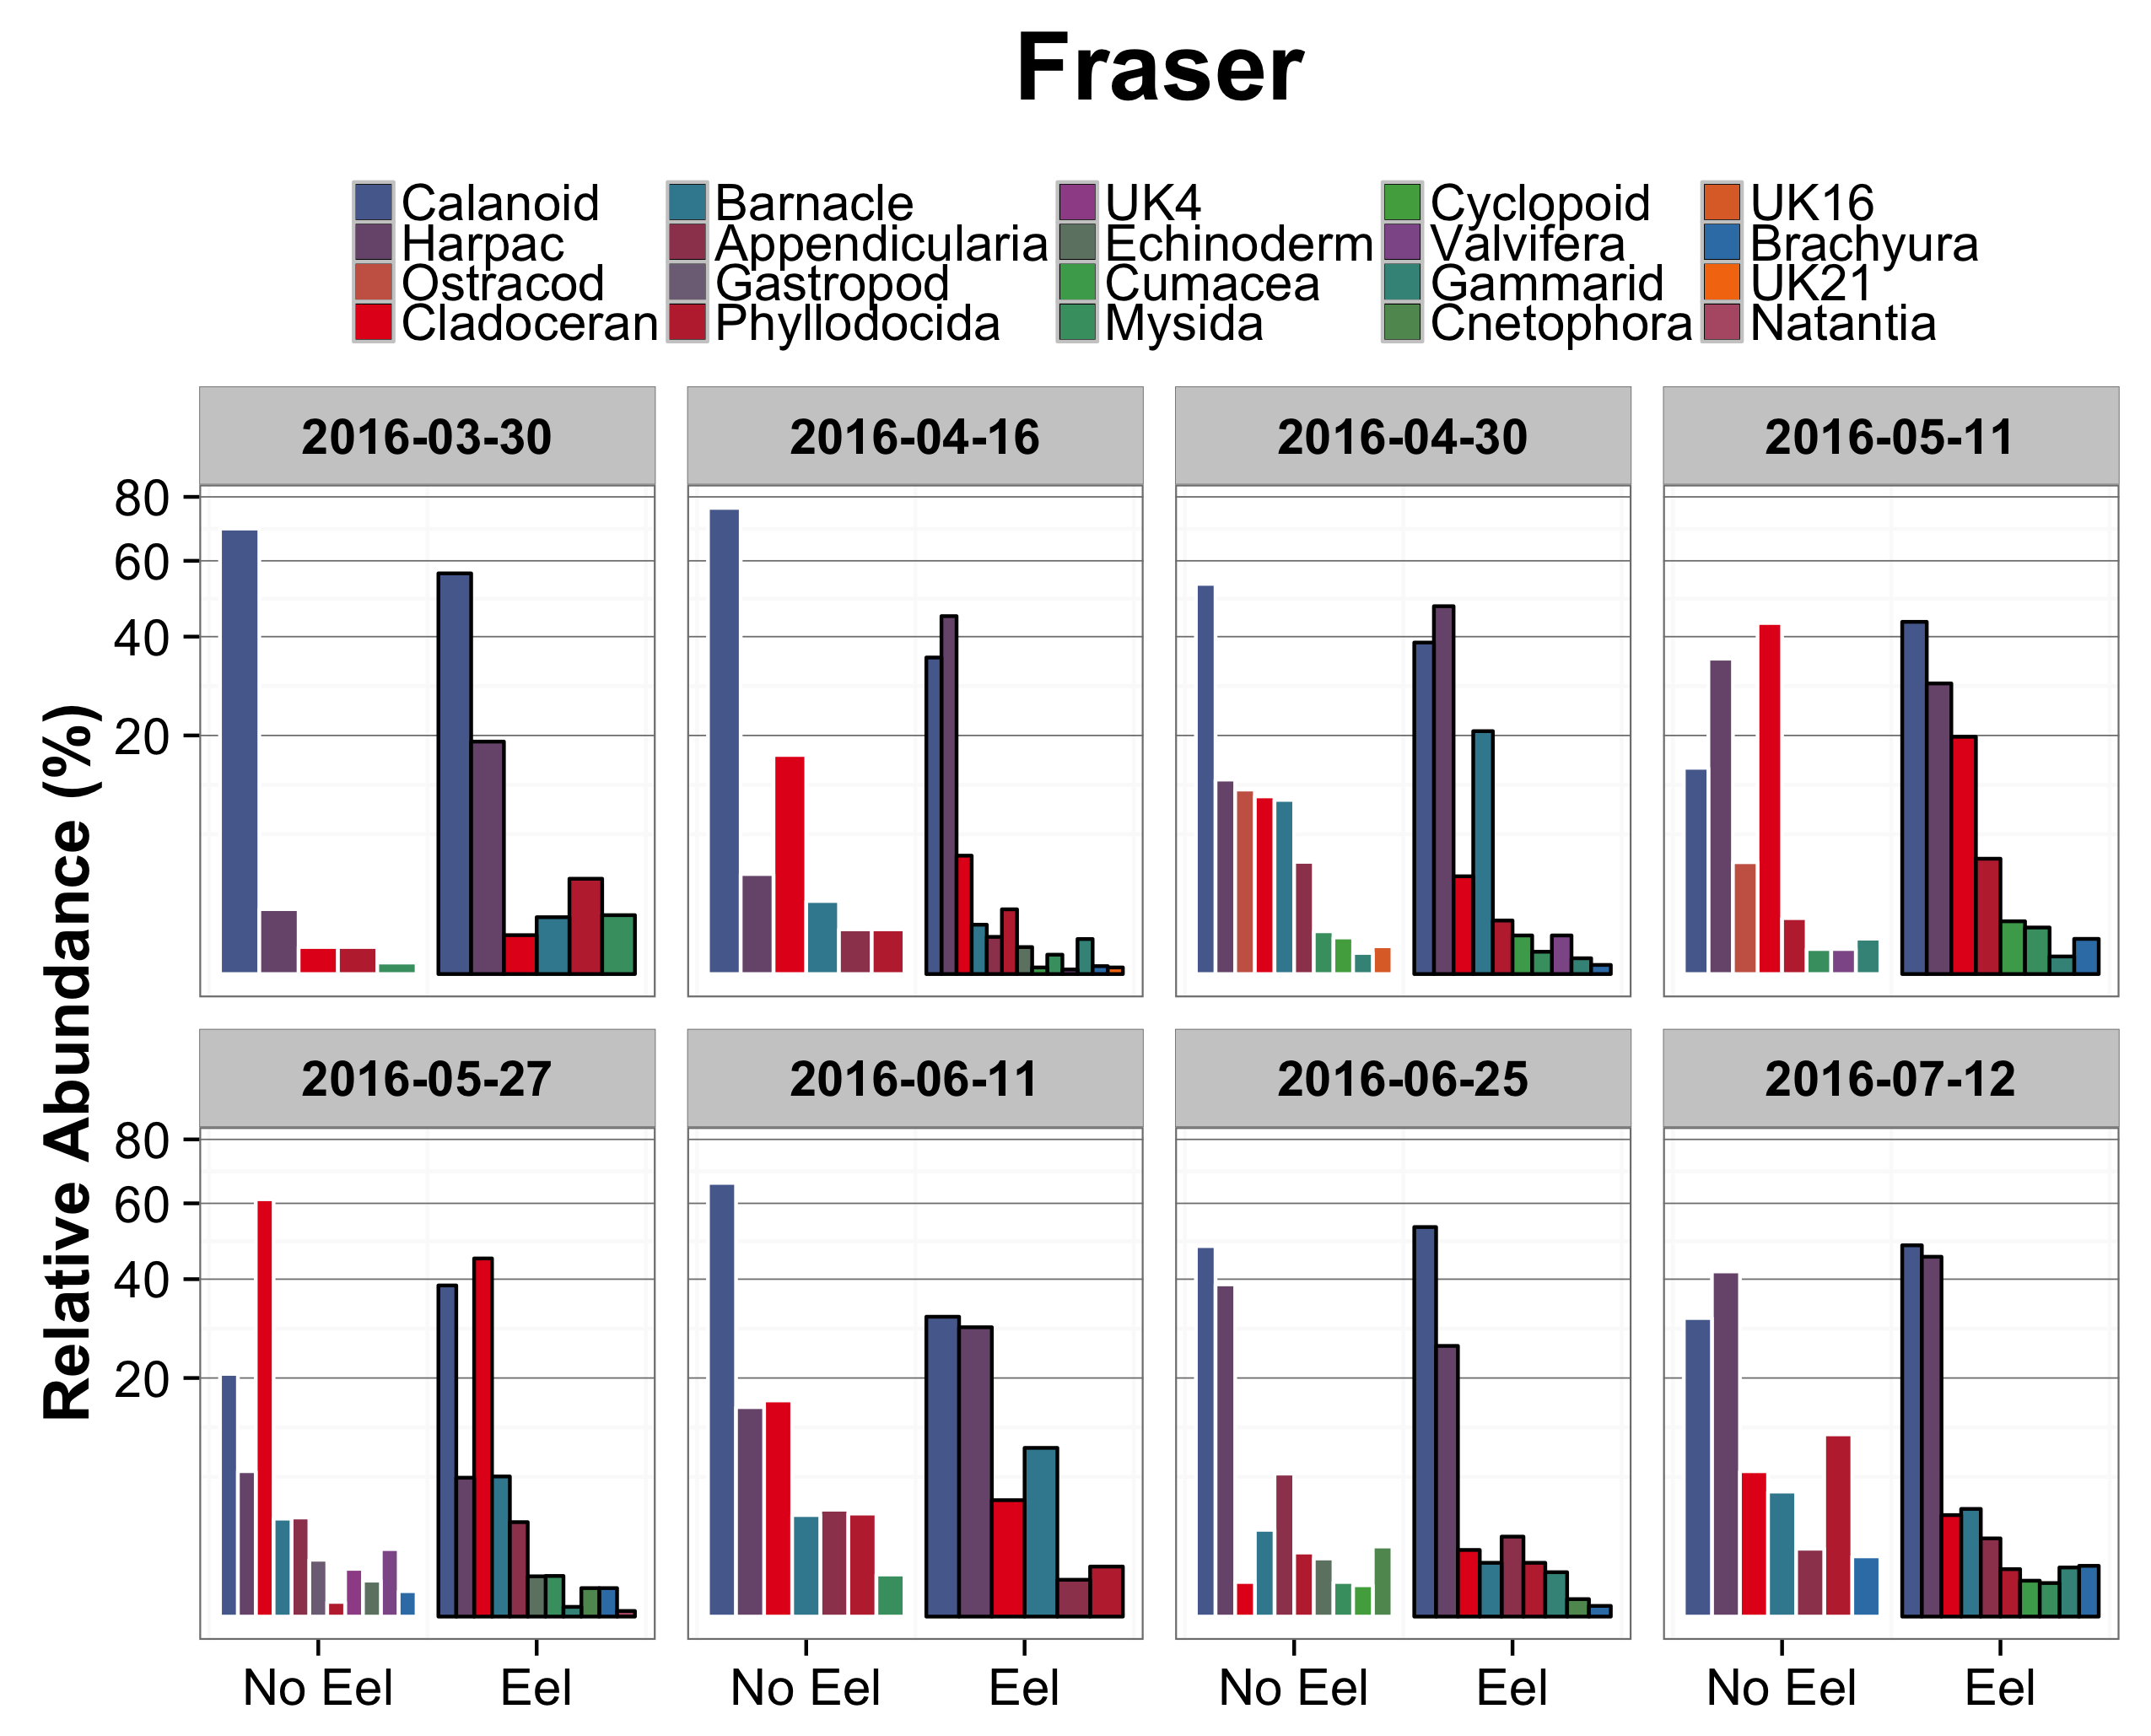 Fraser
Calanoid Barnacle UK4 Cyclopoid UK16
Harpac Appendicularia Echinoderm Valvifera Brachyura
Ostracod Gastropod Cumacea Gammarid UK21
Cladoceran Phyllodocida Mysida Cnetophora Natantia
2016-03-30 2016-04-16 2016-04-30 2016-05-11
80
60
40
20
Relative Abundance (%)
2016-05-27 2016-06-11 2016-06-25 2016-07-12
80
60
40
20
No Eel Eel No Eel Eel No Eel Eel No Eel Eel